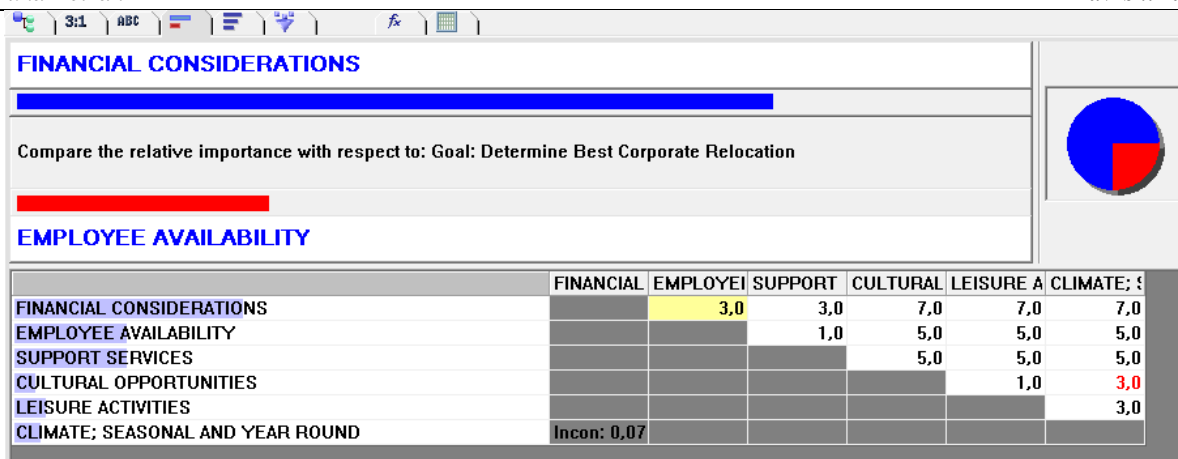 3:1 ABC fx
FINANCIAL CONSIDERATIONS
Compare the relative importance with respect to: Goal: Determine Best Corporate Relocation
EMPLOYEE AVAILABILITY
FINANCIAL EMPLOYEI SUPPORT CULTURAL LEISURE A CLIMATE; S
FINANCIAL CONSIDERATIONS 3,0 3,0 7,0 7,0 7,0
EMPLOYEE AVAILABILITY 1,0 5,0 5,0 5,0
SUPPORT SERVICES 5,0 5,0 5,0
CULTURAL OPPORTUNITIES 1,0 3,0
LEISURE ACTIVITIES 3,0
CLIMATE; SEASONAL AND YEAR ROUND Incon: 0,07